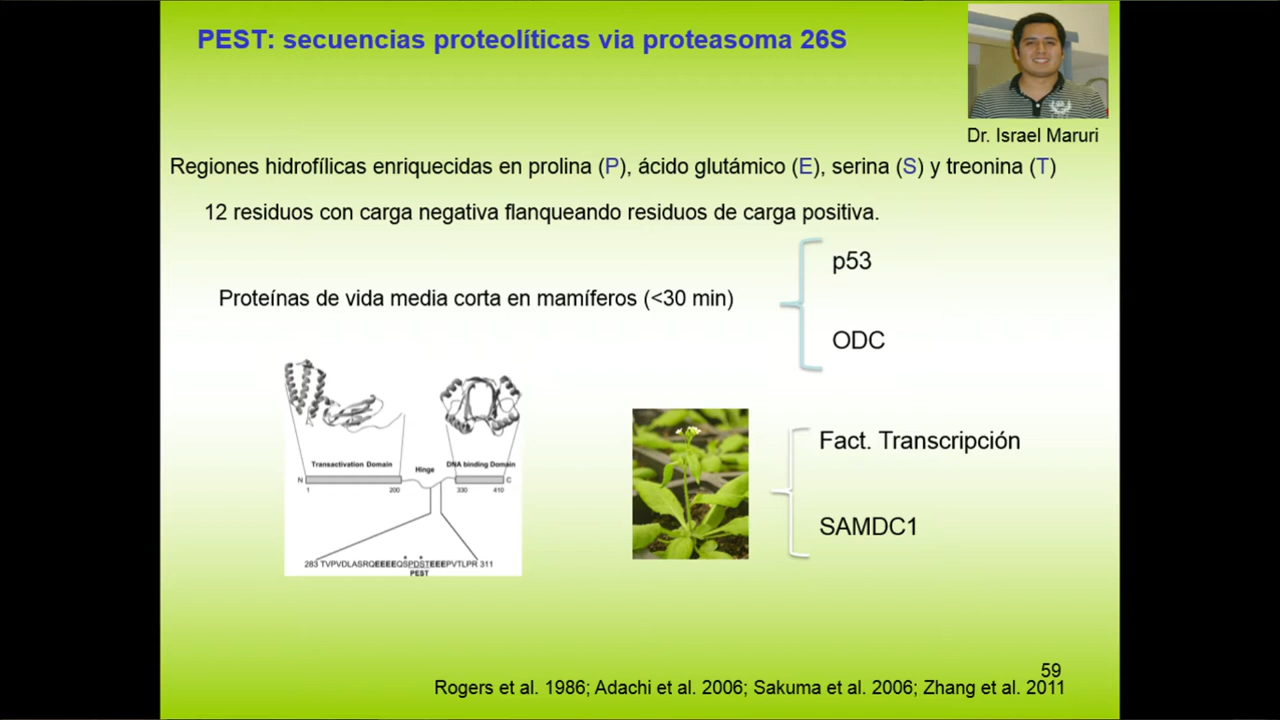 PEST: secuencias proteolíticas via proteasoma 26S
Dr. Israel Maruri
Regiones hidrofílicas enriquecidas en prolina (P), ácido glutámico (E), serina (S) y treonina (T)
12 residuos con carga negativa flanqueando residuos de carga positiva.
p53
Proteínas de vida media corta en mamíferos (<30 min)
ODC
Fact. Transcripción
SAMDC1
Transactivation Domain
Hinge
DNA binding Domain
N
C
1
200
330
410
283 TVPVDLASRQEEEEQSPDSTEEEPVTLPR 311
PEST
59
Rogers et al. 1986; Adachi et al. 2006; Sakuma et al. 2006; Zhang et al. 2011